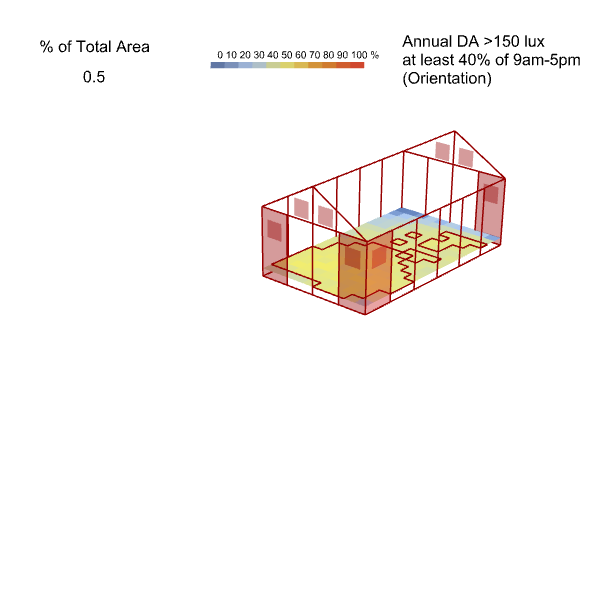 % of Total Area
0.5
0 10 20 30 40 50 60 70 80 90 100 %
Annual DA >150 lux
at least 40% of 9am-5pm
(Orientation)